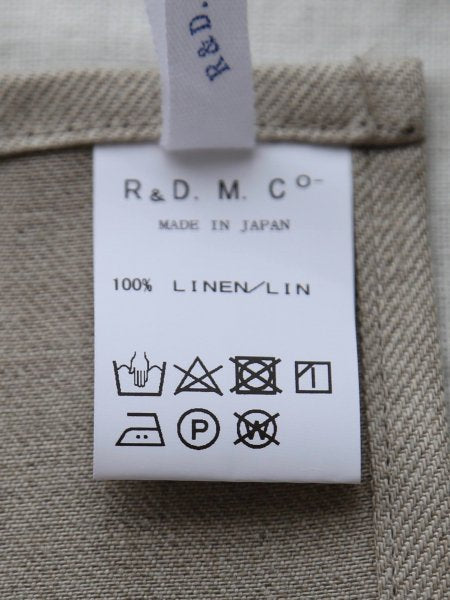 R&D.
R & D. M. Cº-
MADE IN JAPAN
100% LINEN/LIN
P
W